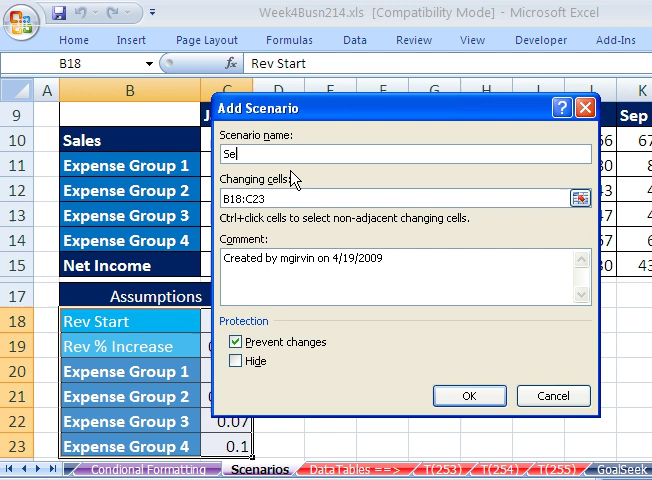 Week4Busn214.xls [Compatibility Mode] - Microsoft Excel
Home Insert Page Layout Formulas Data Review View Developer Add-Ins
B18 fx Rev Start
A B C D E F G H I J K
9 J Sep
10 Sales 56 67
11 Expense Group 1 30 8
12 Expense Group 2 43 4
13 Expense Group 3 47 4
14 Expense Group 4 57 6
15 Net Income 30 43
17 Assumptions
18 Rev Start
19 Rev % Increase
20 Expense Group 1
21 Expense Group 2
22 Expense Group 3 0.07
23 Expense Group 4 0.1
Add Scenario
Scenario name:
Se
Changing cells:
B18:C23
Ctrl+click cells to select non-adjacent changing cells.
Comment:
Created by mgirvin on 4/19/2009
Protection
Prevent changes
Hide
OK Cancel
Condional Formatting Scenarios DataTables ==> T(253) T(254) T(255) GoalSeek